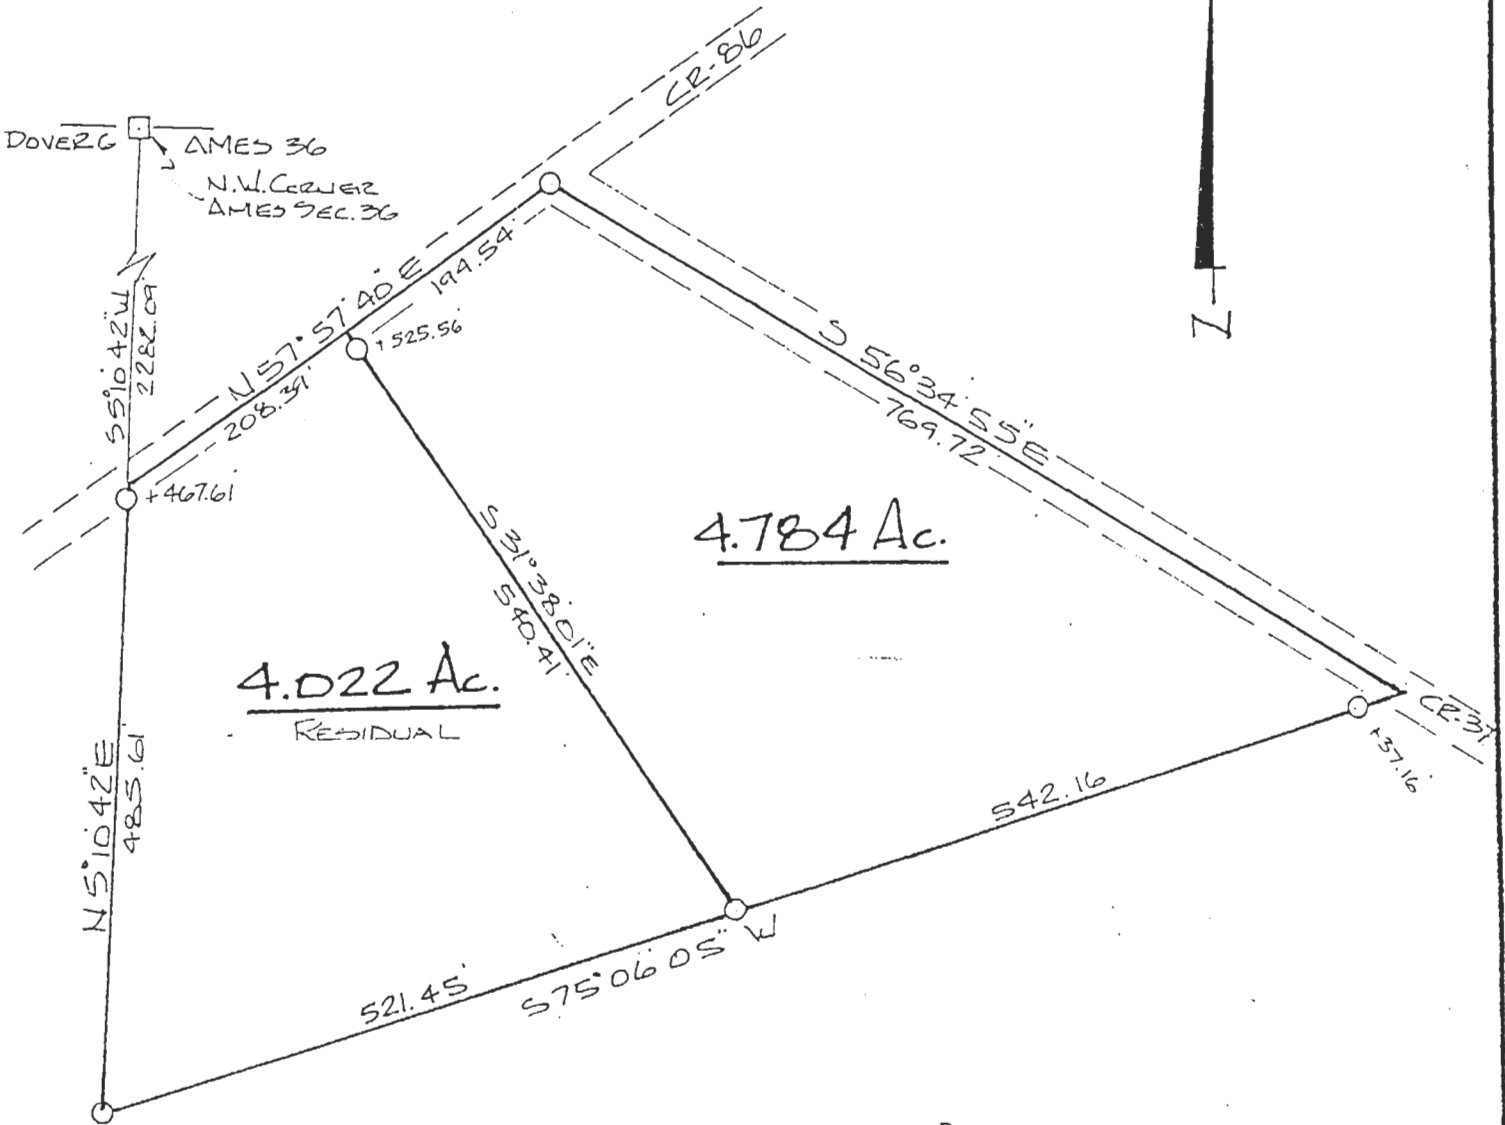 CR-86
DOVER 6
AMES 36
N.W. CORNER
AMES SEC. 36
S5°10'42"W
2282.09'
N57°57'40"E
194.54'
208.39'
+525.56'
+467.61'
S 56°34'55"E
769.72'
S31°38'01"E
540.41'
4.784 Ac.
4.022 Ac.
RESIDUAL
N5°10'42"E
485.61'
542.16
CR-37
+37.16'
521.45'
S75°06'05"W
N